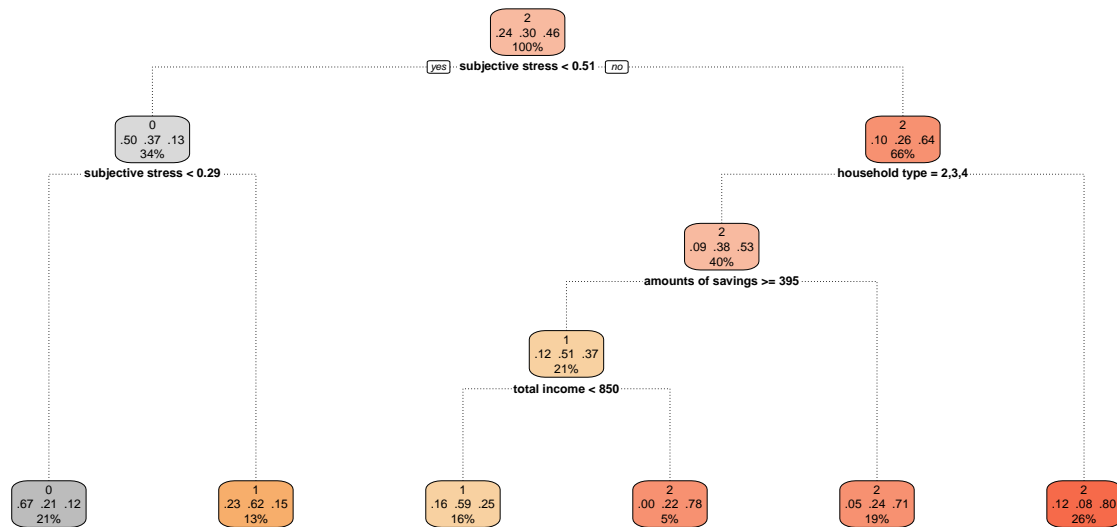 2
.24 .30 .46
100%
yes subjective stress < 0.51 no
0
.50 .37 .13
34%
2
.10 .26 .64
66%
subjective stress < 0.29
household type = 2,3,4
2
.09 .38 .53
40%
amounts of savings >= 395
1
.12 .51 .37
21%
total income < 850
0
.67 .21 .12
21%
1
.23 .62 .15
13%
1
.16 .59 .25
16%
2
.00 .22 .78
5%
2
.05 .24 .71
19%
2
.12 .08 .80
26%